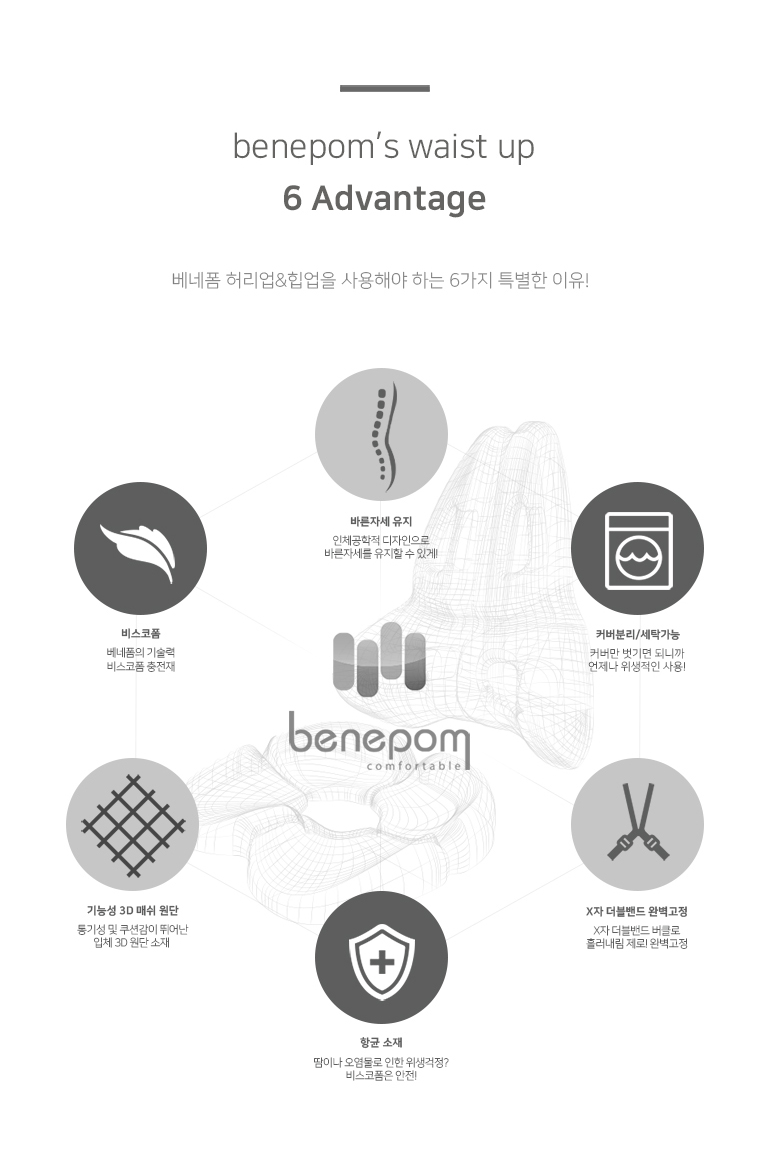 benepom's waist up
6 Advantage
베네폼 허리업&힙업을 사용해야 하는 6가지 특별한 이유!
바른자세 유지
인체공학적 디자인으로
바른자세를 유지할 수 있게!
비스코폼
베네폼의 기술력
비스코폼 충전재
커버분리/세탁가능
커버만 벗기면 되니까
언제나 위생적인 사용!
benepom
comfortable
기능성 3D 매쉬 원단
통기성 및 쿠션감이 뛰어난
입체 3D 원단 소재
X자 더블밴드 완벽고정
X자 더블밴드 버클로
흘러내림 제로! 완벽고정
항균 소재
땀이나 오염물로 인한 위생걱정?
비스코폼은 안전!